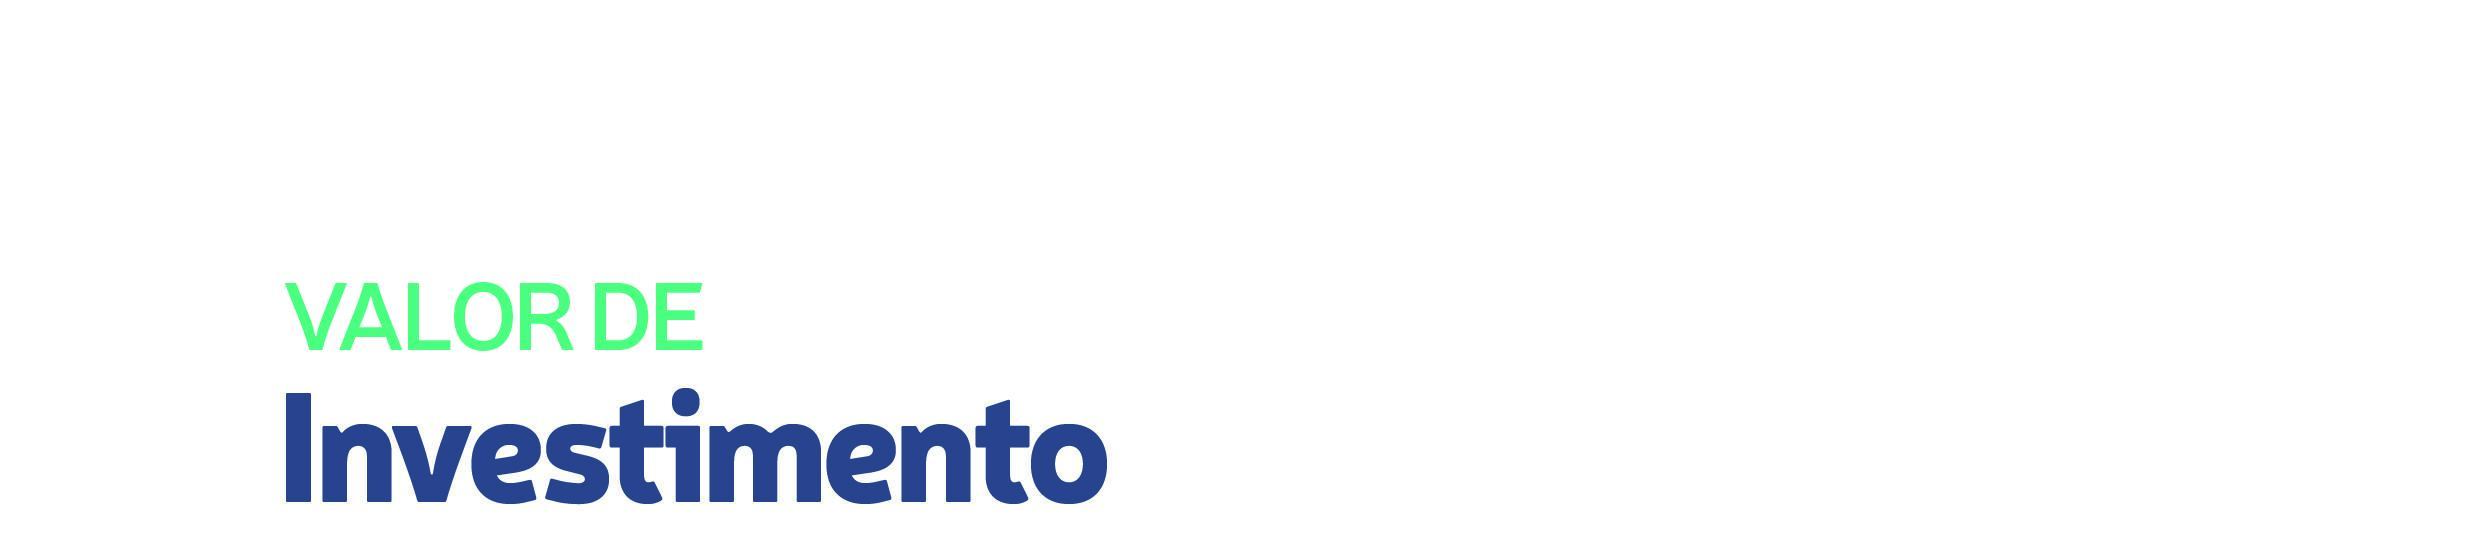 VALOR DE
Investimento